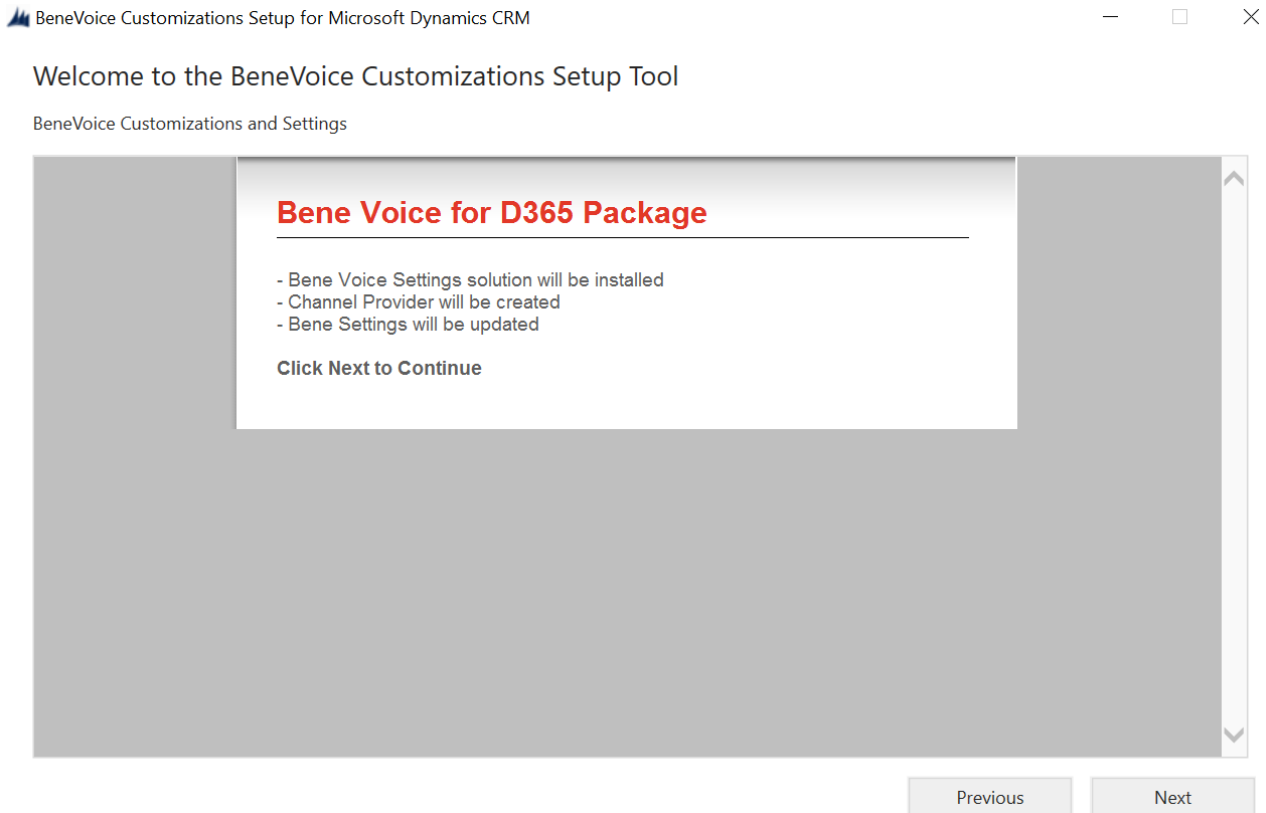 BeneVoice Customizations Setup for Microsoft Dynamics CRM
Welcome to the BeneVoice Customizations Setup Tool
BeneVoice Customizations and Settings
Bene Voice for D365 Package
- Bene Voice Settings solution will be installed
- Channel Provider will be created
- Bene Settings will be updated
Click Next to Continue
Previous Next